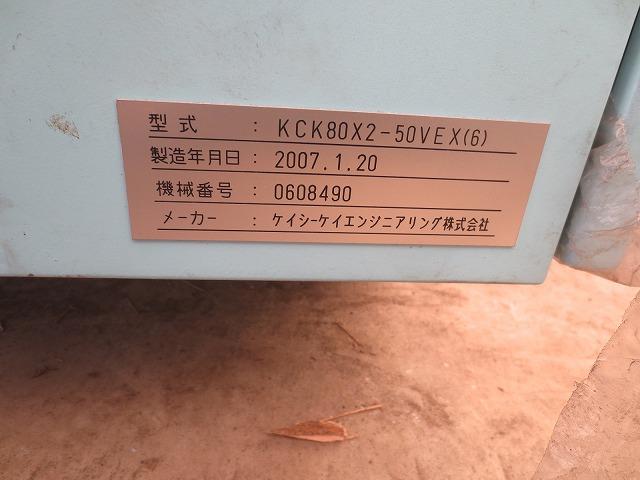 型式 : KCK80X2-50VEX(6)
製造年月日 : 2007.1.20
機械番号 : 0608490
メーカー : ケイシーケイエンジニアリング株式会社